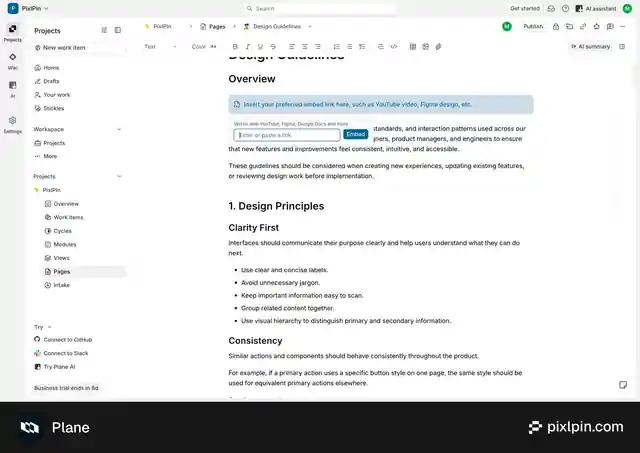 PixlPin
Search
Get started
AI assistant
M
Projects
Wiki
AI
Settings
Projects
New work item
Home
Drafts
Your work
Stickies
Workspace
Projects
More
Projects
PixlPin
Overview
Work items
Cycles
Modules
Views
Pages
Intake
Try
Connect to GitHub
Connect to Slack
Try Plane AI
Business trial ends in 8d
PixlPin
Pages
Design Guidelines
M
Publish
Text
Color
Aa
B I U S
AI summary
Design Guidelines
Overview
Insert your preferred embed link here, such as YouTube video, Figma design, etc.
Works with YouTube, Figma, Google Docs and more
Enter or paste a link
Embed
standards, and interaction patterns used across our
ners, product managers, and engineers to ensure
that new features and improvements feel consistent, intuitive, and accessible.
These guidelines should be considered when creating new experiences, updating existing features,
or reviewing design work before implementation.
1. Design Principles
Clarity First
Interfaces should communicate their purpose clearly and help users understand what they can do
next.
Use clear and concise labels.
Avoid unnecessary jargon.
Keep important information easy to scan.
Group related content together.
Use visual hierarchy to distinguish primary and secondary information.
Consistency
Similar actions and components should behave consistently throughout the product.
For example, if a primary action uses a specific button style on one page, the same style should be
used for equivalent primary actions elsewhere.
Plane
pixlpin.com